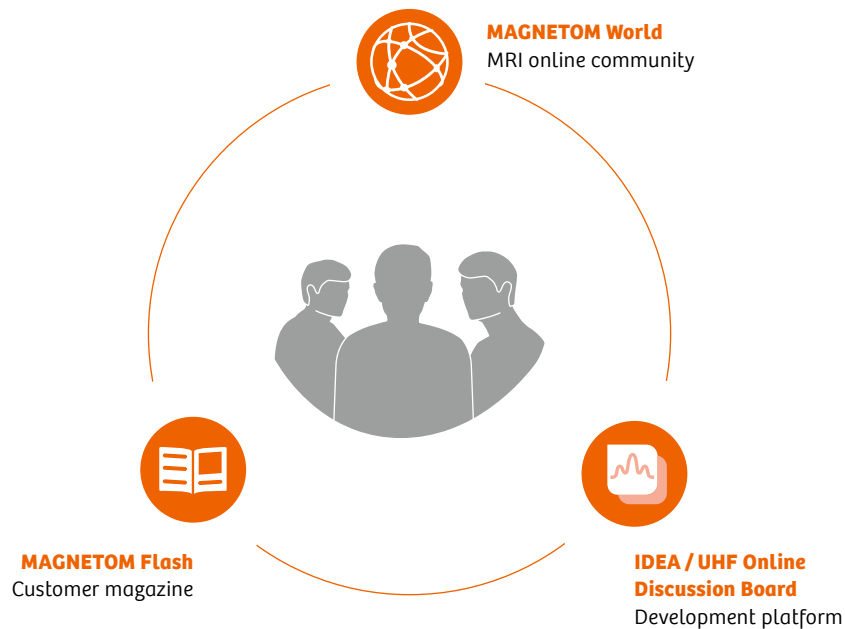 MAGNETOM World
MRI online community
MAGNETOM Flash
Customer magazine
IDEA / UHF Online
Discussion Board
Development platform